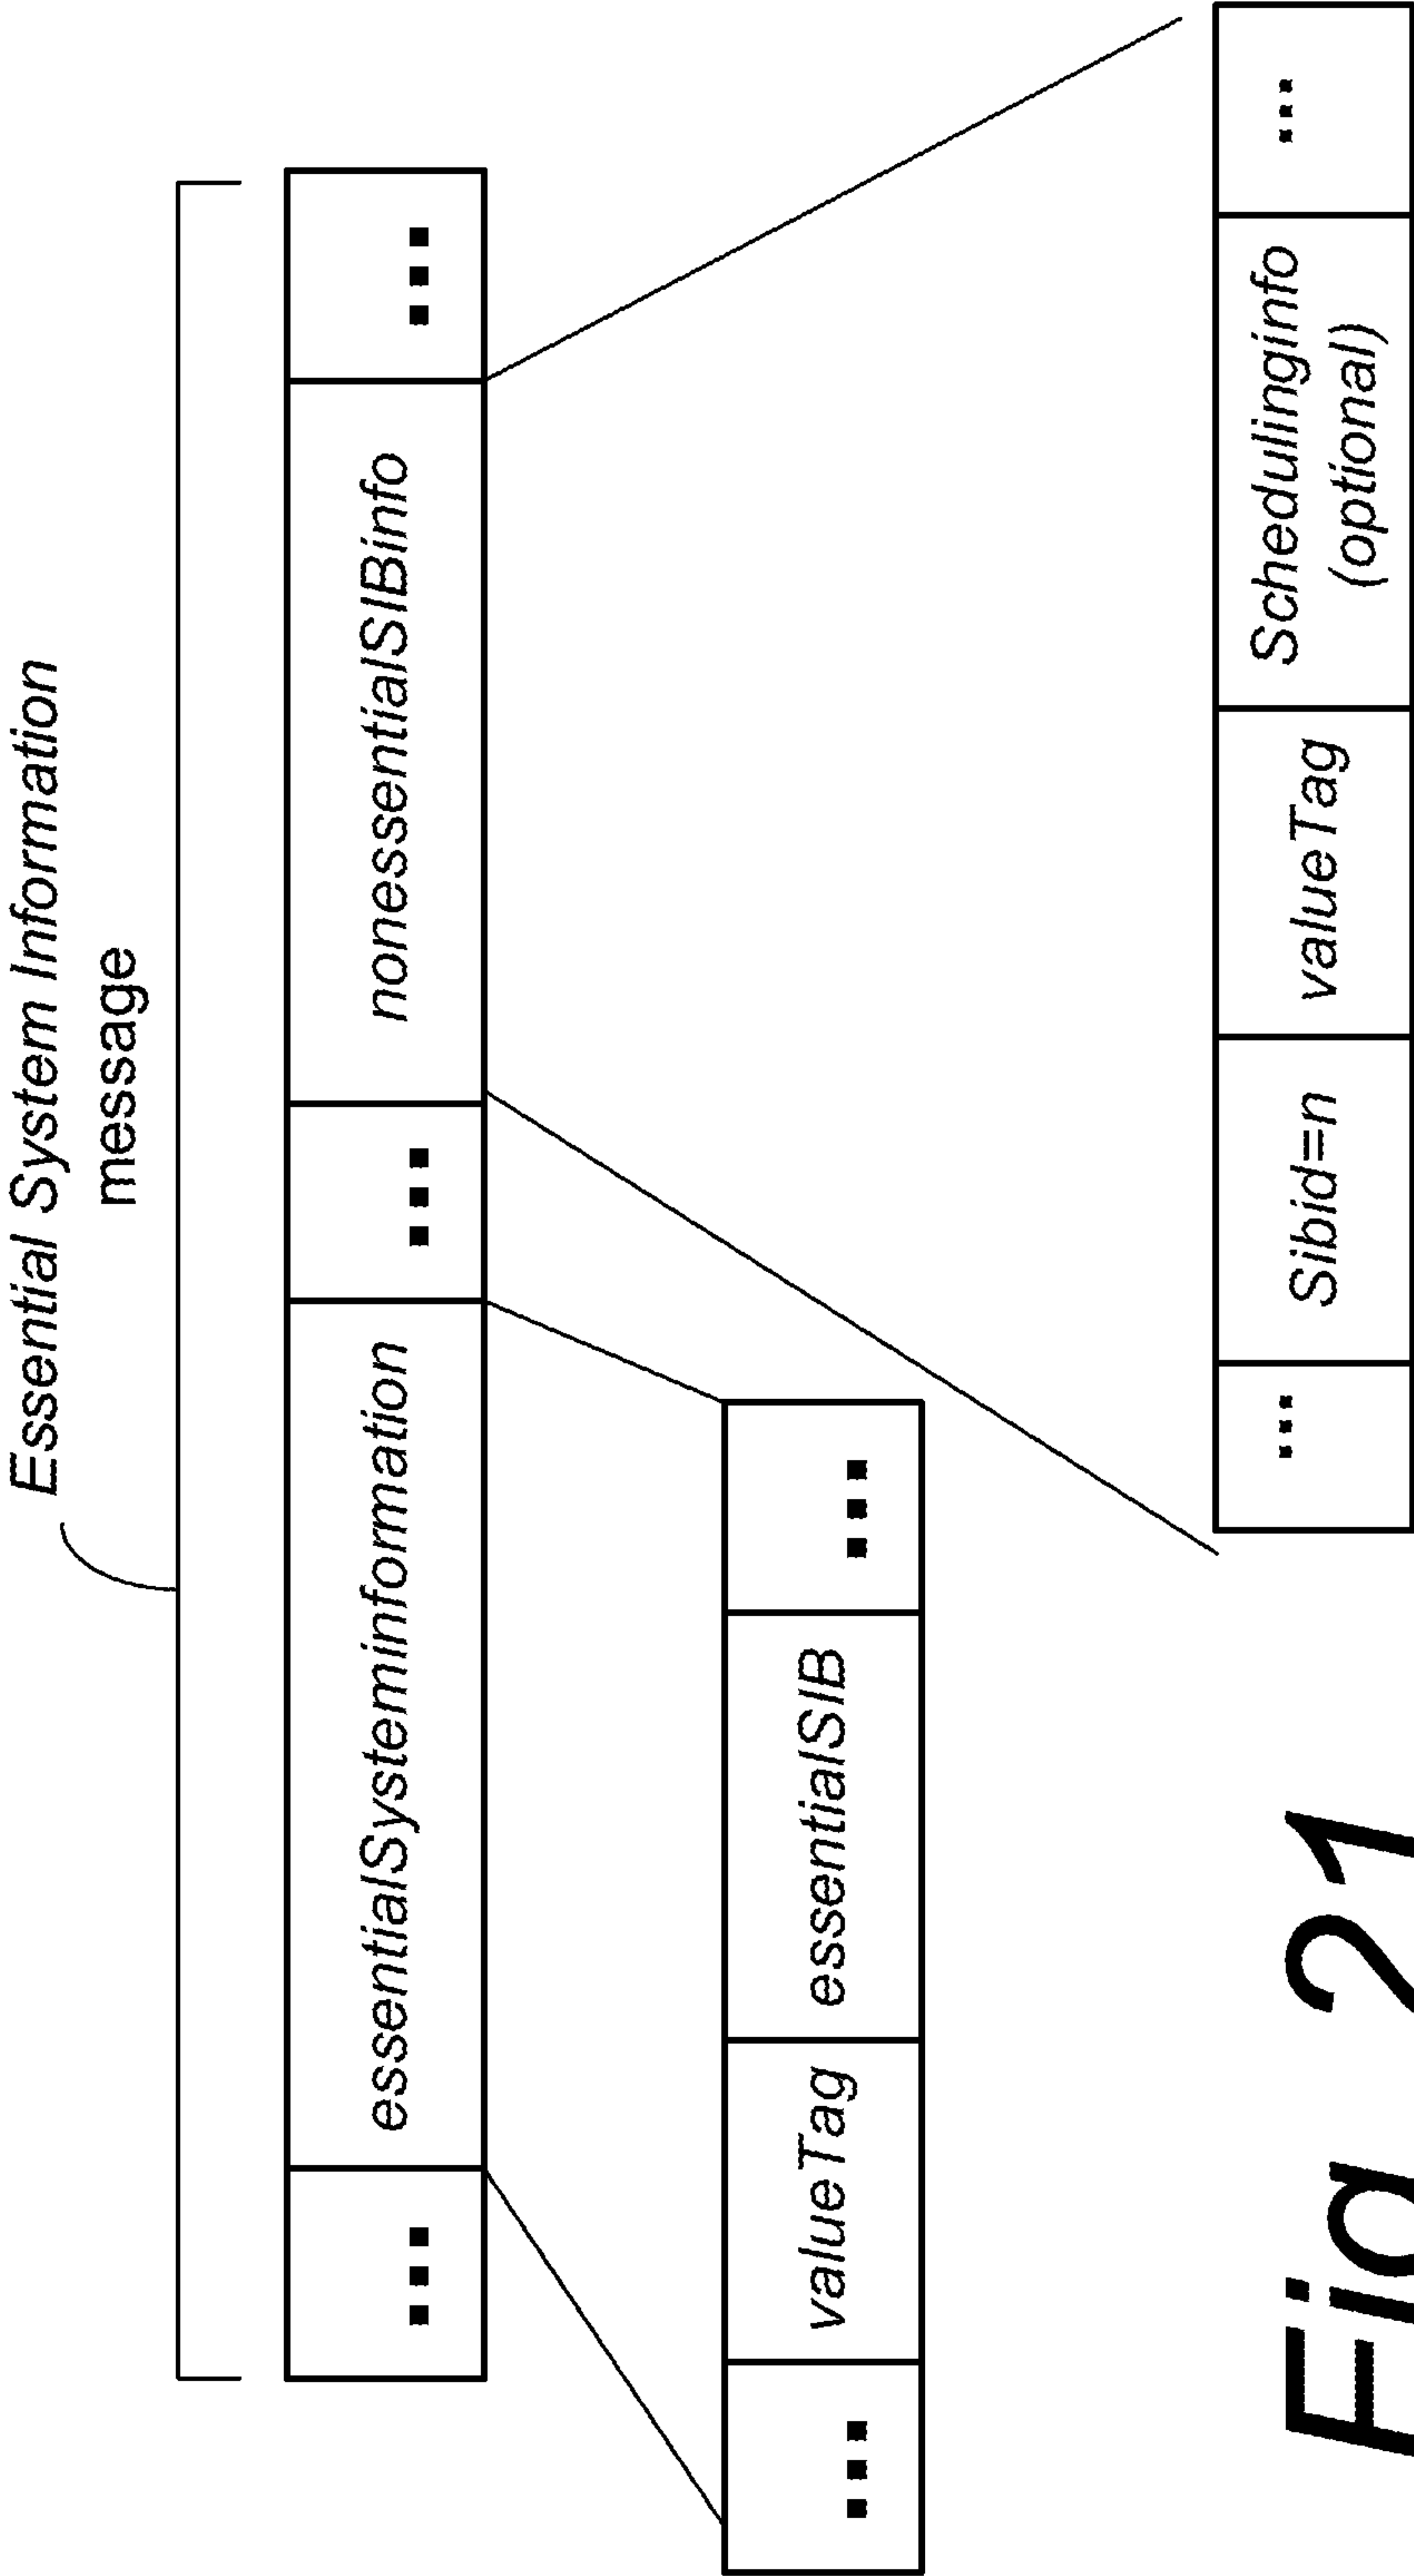 Essential System Information
message
... essentialSysteminformation ... nonessentialSIBinfo ...
... valueTag essentialSIB ...
... Sibid=n valueTag Schedulinginfo
(optional) ...
Fig. 21